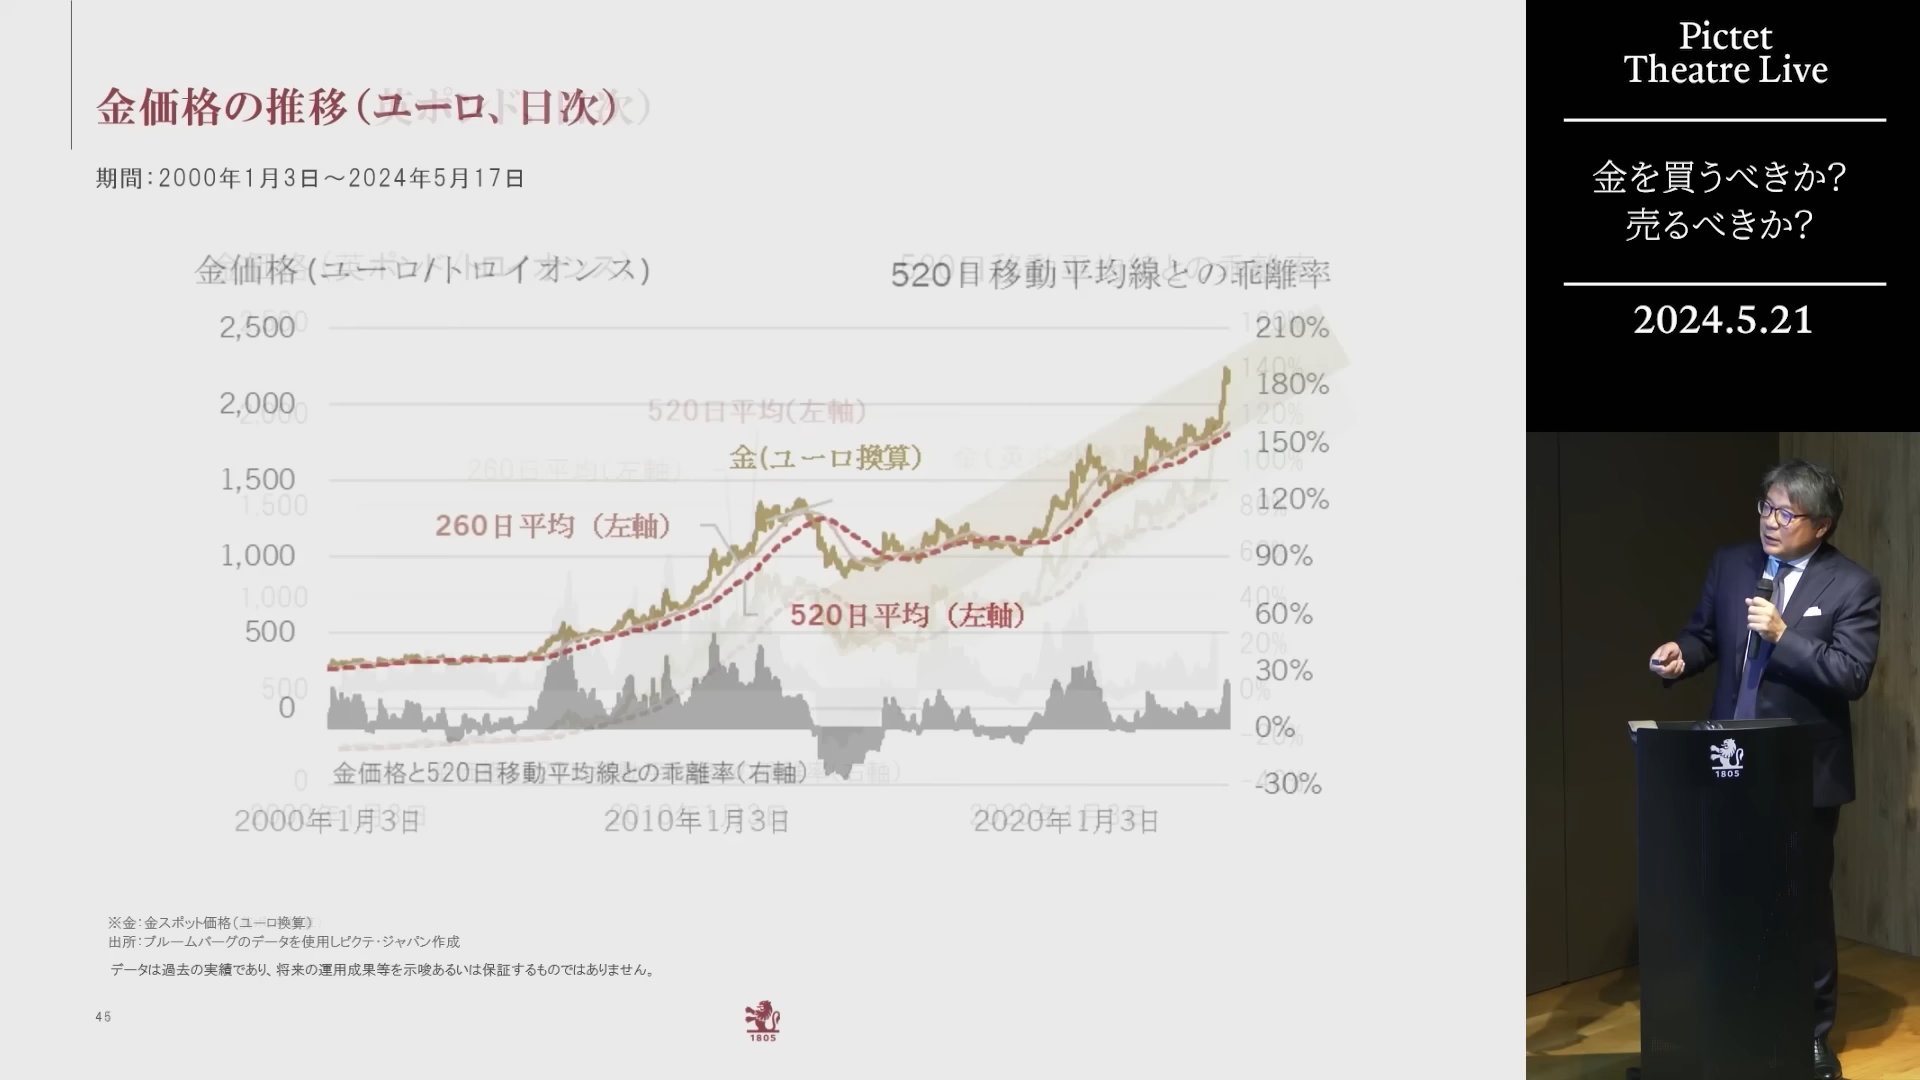 金価格の推移(ユーロ、日次)
期間:2000年1月3日～2024年5月17日
金価格(ユーロ/トロイオンス)
520日移動平均線との乖離率
2,500
2,000
1,500
1,000
500
0
210%
180%
150%
120%
90%
60%
30%
0%
-30%
520日平均(左軸)
金(ユーロ換算)
260日平均(左軸)
260日平均(左軸)
520日平均(左軸)
金価格と520日移動平均線との乖離率(右軸)
2000年1月3日
2010年1月3日
2020年1月3日
※金:金スポット価格(ユーロ換算)
出所:ブルームバーグのデータを使用しピクテ・ジャパン作成
データは過去の実績であり、将来の運用成果等を示唆あるいは保証するものではありません。
45
1805
Pictet
Theatre Live
金を買うべきか?
売るべきか?
2024.5.21
1805